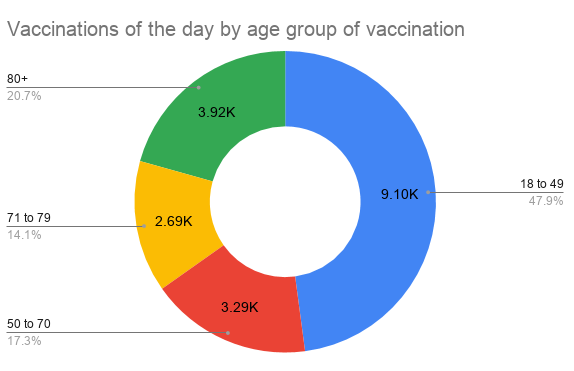 Vaccinations of the day by age group of vaccination
80+
20.7%
3.92K
18 to 49
47.9%
9.10K
71 to 79
14.1%
2.69K
50 to 70
17.3%
3.29K